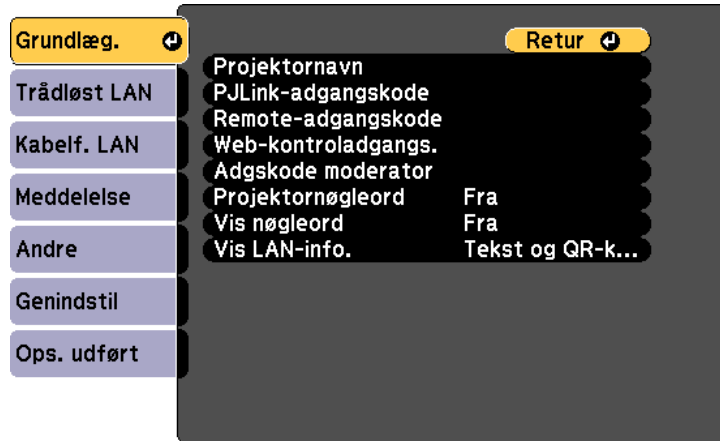 Grundlæg.
Trådløst LAN
Kabelf. LAN
Meddelelse
Andre
Genindstil
Ops. udført
Retur
Projektornavn
PJLink-adgangskode
Remote-adgangskode
Web-kontroladgangs.
Adgskode moderator
Projektornøgleord Fra
Vis nøgleord Fra
Vis LAN-info. Tekst og QR-k...